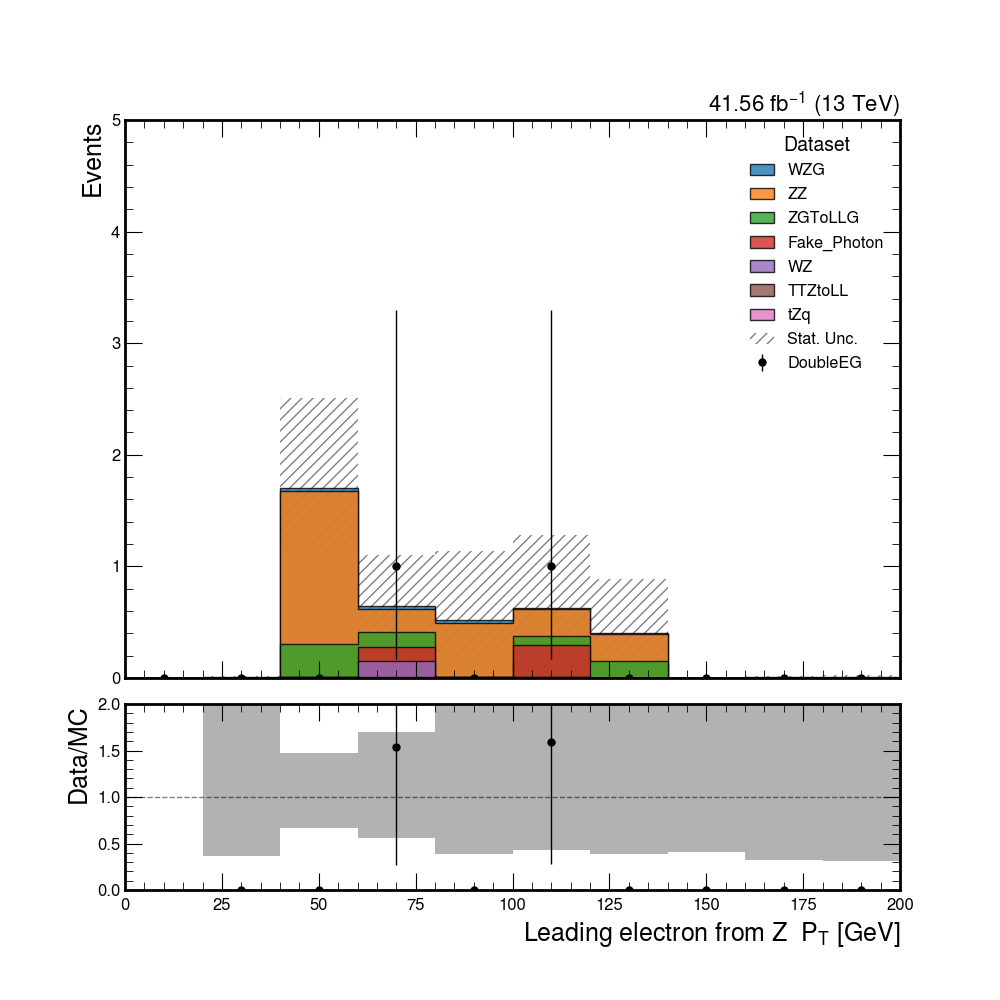 41.56 fb⁻¹ (13 TeV)
Events
5
4
3
2
1
0
Dataset
WZG
ZZ
ZGToLLG
Fake_Photon
WZ
TTZtoLL
tZq
Stat. Unc.
DoubleEG
Data/MC
2.0
1.5
1.0
0.5
0.0
0 25 50 75 100 125 150 175 200
Leading electron from Z P_T [GeV]